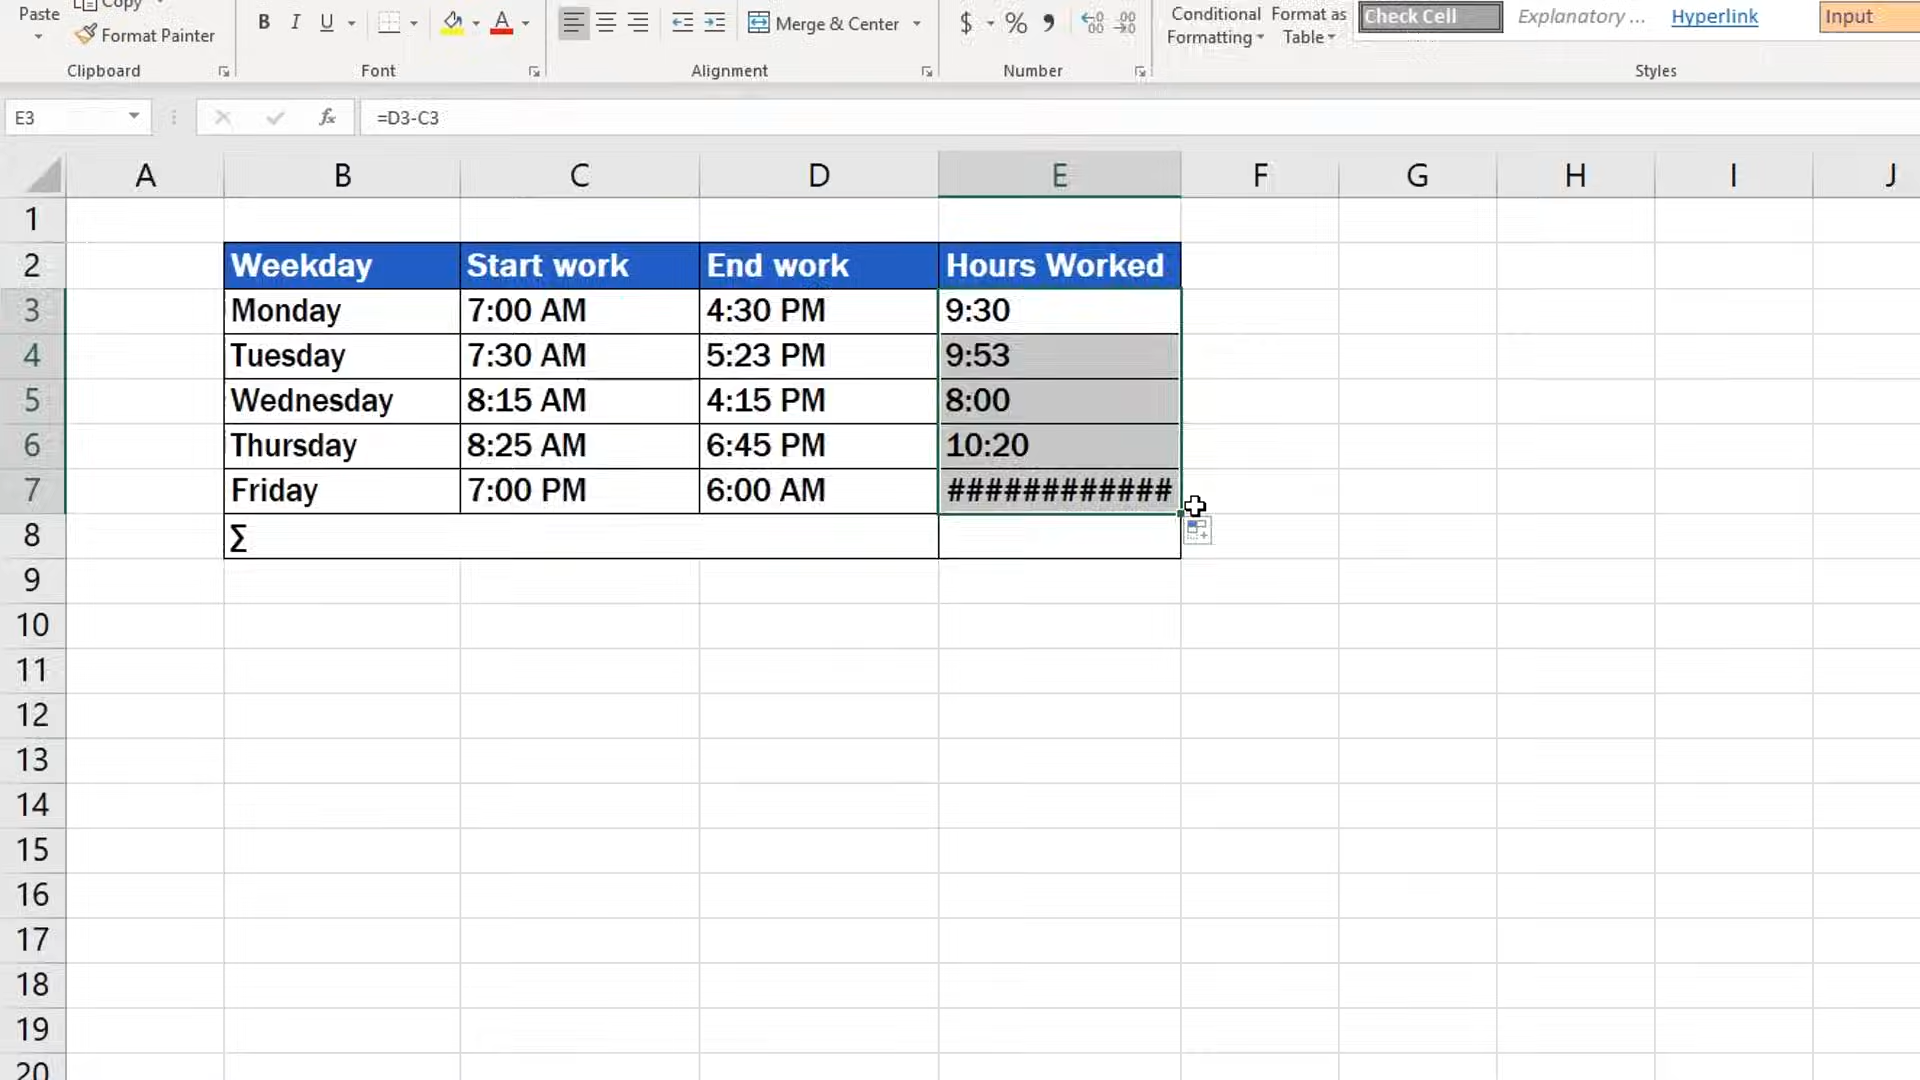 Paste
Copy
Format Painter
Clipboard
B I U
A
Font
Merge & Center
Alignment
$ % 9
Number
Conditional Formatting
Format as Table
Check Cell
Explanatory ...
Hyperlink
Input
Styles
E3
fx
=D3-C3
A B C D E F G H I J
1
2 Weekday Start work End work Hours Worked
3 Monday 7:00 AM 4:30 PM 9:30
4 Tuesday 7:30 AM 5:23 PM 9:53
5 Wednesday 8:15 AM 4:15 PM 8:00
6 Thursday 8:25 AM 6:45 PM 10:20
7 Friday 7:00 PM 6:00 AM ############
8 ∑
9
10
11
12
13
14
15
16
17
18
19
20